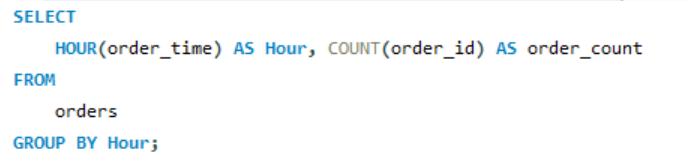 SELECT
HOUR(order_time) AS Hour, COUNT(order_id) AS order_count
FROM
orders
GROUP BY Hour;